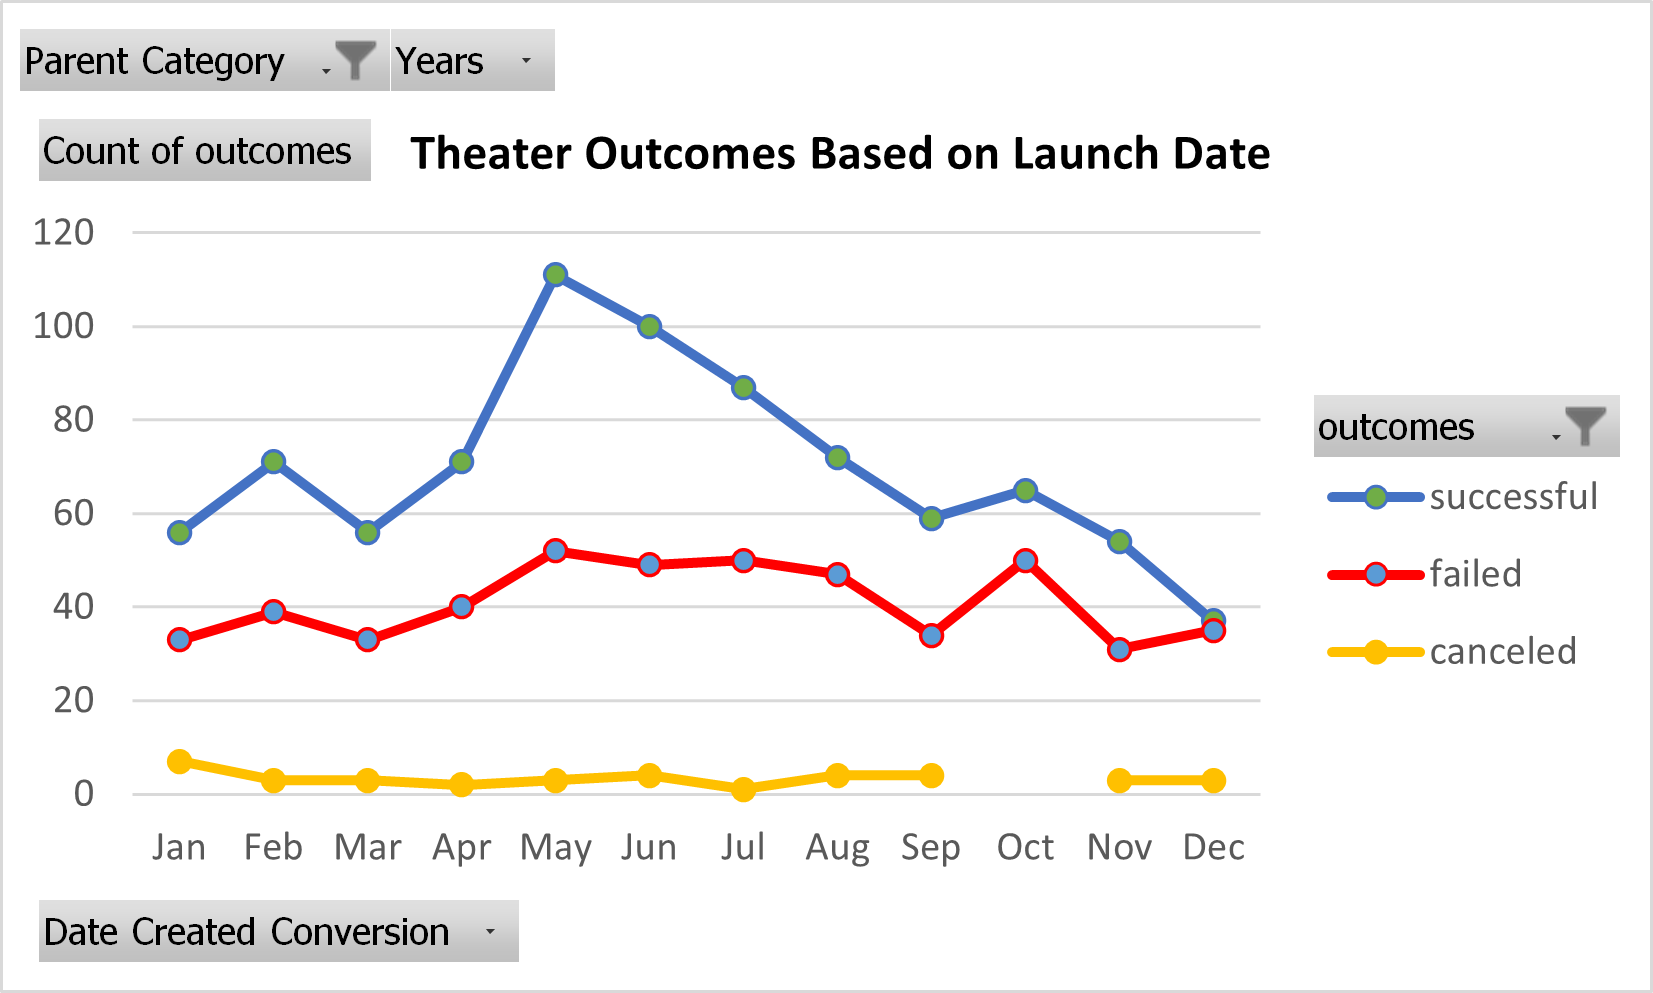 Parent Category Years
Count of outcomes
Theater Outcomes Based on Launch Date
120
100
80
60
40
20
0
Jan Feb Mar Apr May Jun Jul Aug Sep Oct Nov Dec
outcomes
successful
failed
canceled
Date Created Conversion